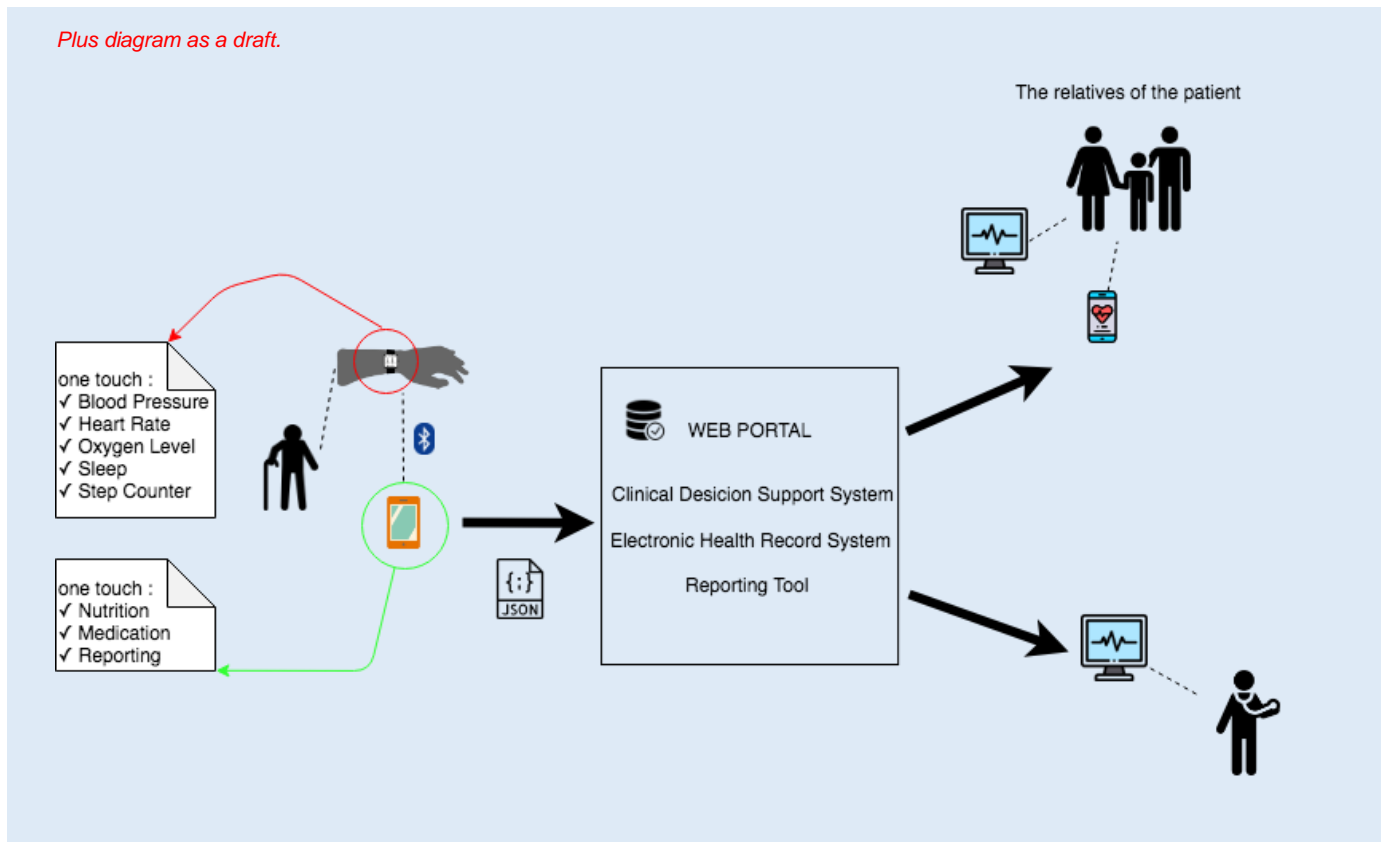 Plus diagram as a draft.
The relatives of the patient
one touch :
✓ Blood Pressure
✓ Heart Rate
✓ Oxygen Level
✓ Sleep
✓ Step Counter
one touch :
✓ Nutrition
✓ Medication
✓ Reporting
{;}
JSON
WEB PORTAL
Clinical Desicion Support System
Electronic Health Record System
Reporting Tool